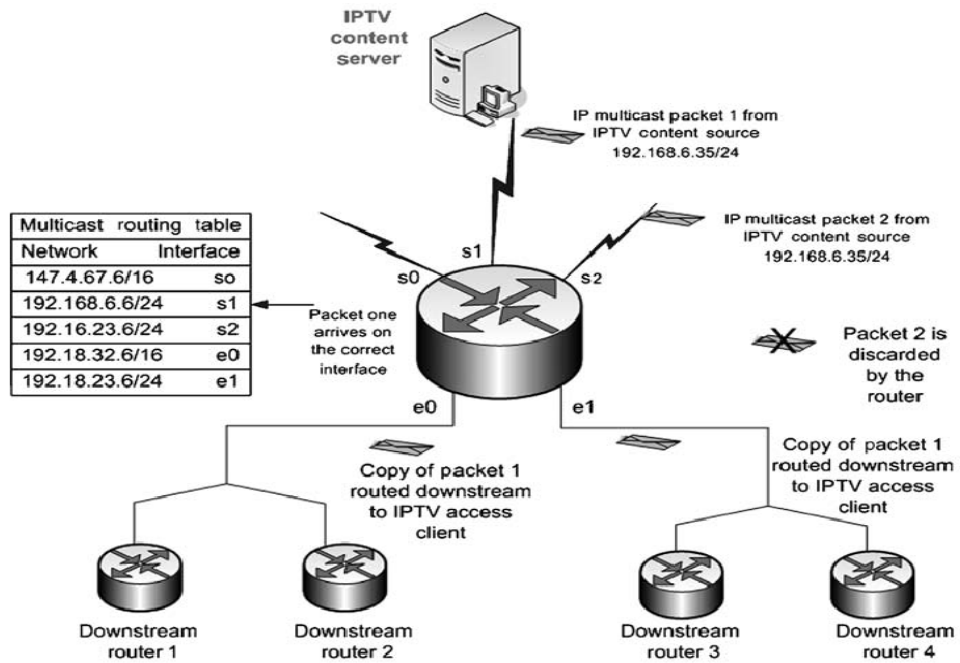 IPTV
content
server
IP multicast packet 1 from
IPTV content source
192.168.6.35/24
IP multicast packet 2 from
IPTV content source
192.168.6.35/24
s1
s0
s2
Multicast routing table
Network Interface
147.4.67.6/16 so
192.168.6.6/24 s1
192.16.23.6/24 s2
192.18.32.6/16 e0
192.18.23.6/24 e1
Packet one
arrives on
the correct
interface
Packet 2 is
discarded
by the
router
e0
e1
Copy of packet 1
routed downstream
to IPTV access
client
Copy of packet 1
routed downstream
to IPTV access
client
Downstream
router 1
Downstream
router 2
Downstream
router 3
Downstream
router 4